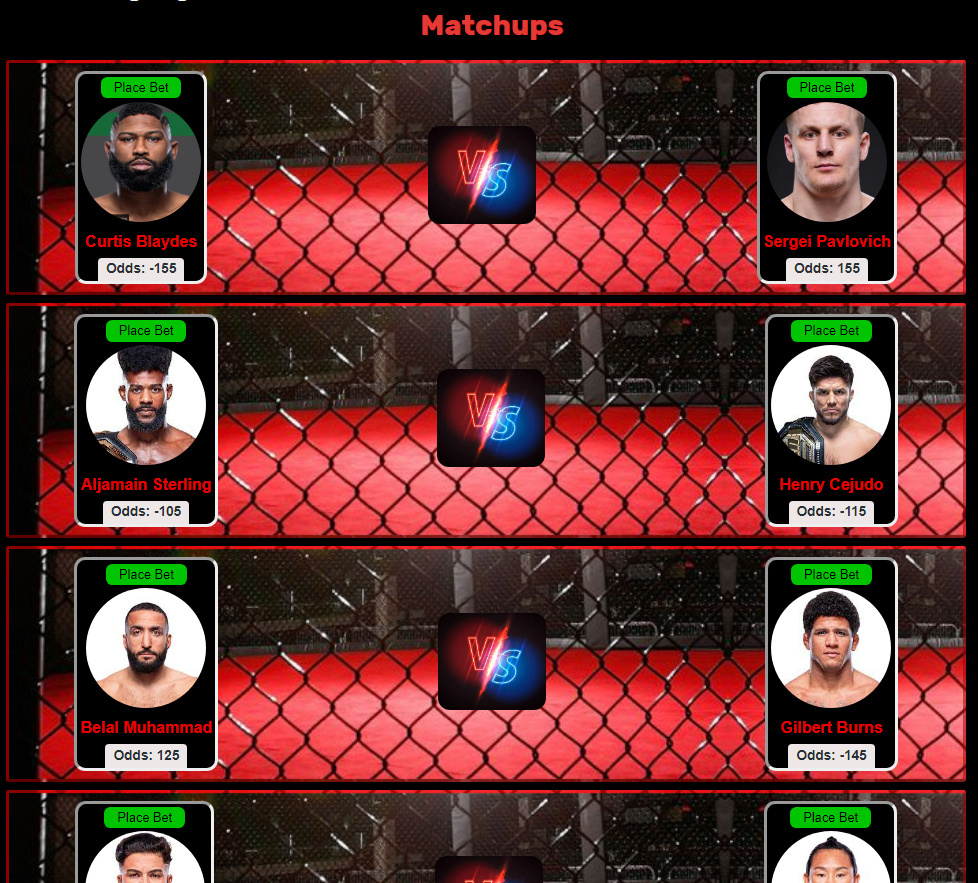 Matchups
Place Bet
Place Bet
VS
Curtis Blaydes
Sergei Pavlovich
Odds: -155
Odds: 155
Place Bet
Place Bet
VS
Aljamain Sterling
Henry Cejudo
Odds: -105
Odds: -115
Place Bet
Place Bet
VS
Belal Muhammad
Gilbert Burns
Odds: 125
Odds: -145
Place Bet
Place Bet